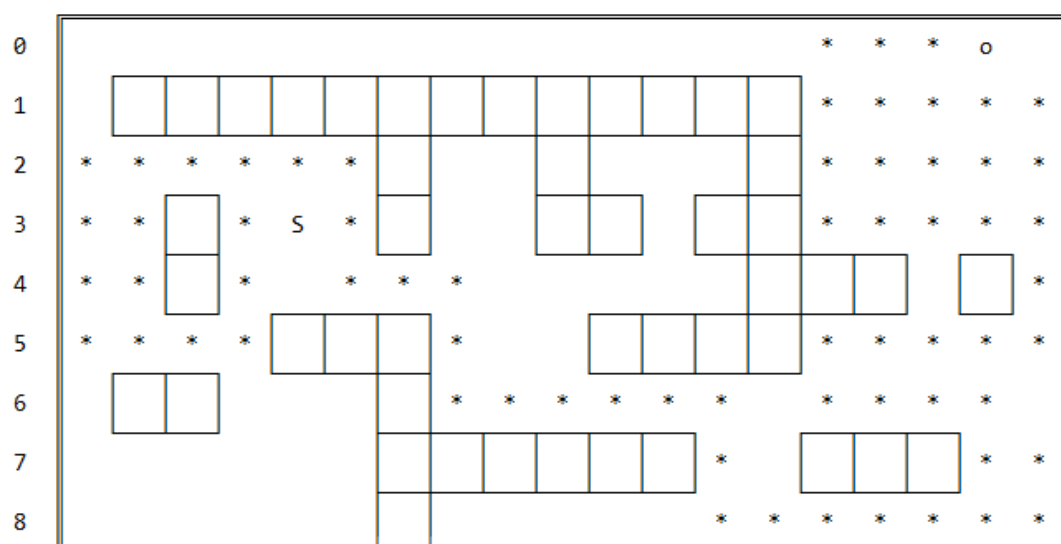 0 * * * o
1 * * * * *
2 * * * * * * * * * * *
3 * * * S * * * * * *
4 * * * * * * *
5 * * * * * * * * * *
6 * * * * * * * * * *
7 * * *
8 * * * * * * *